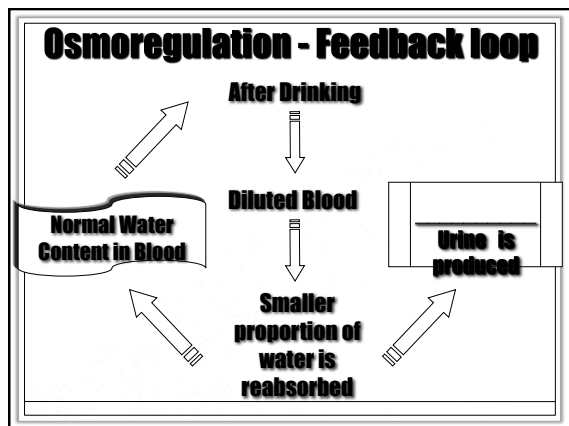 Osmoregulation - Feedback loop
After Drinking
Diluted Blood
Normal Water
Content in Blood
____________
Urine is
produced
Smaller
proportion of
water is
reabsorbed